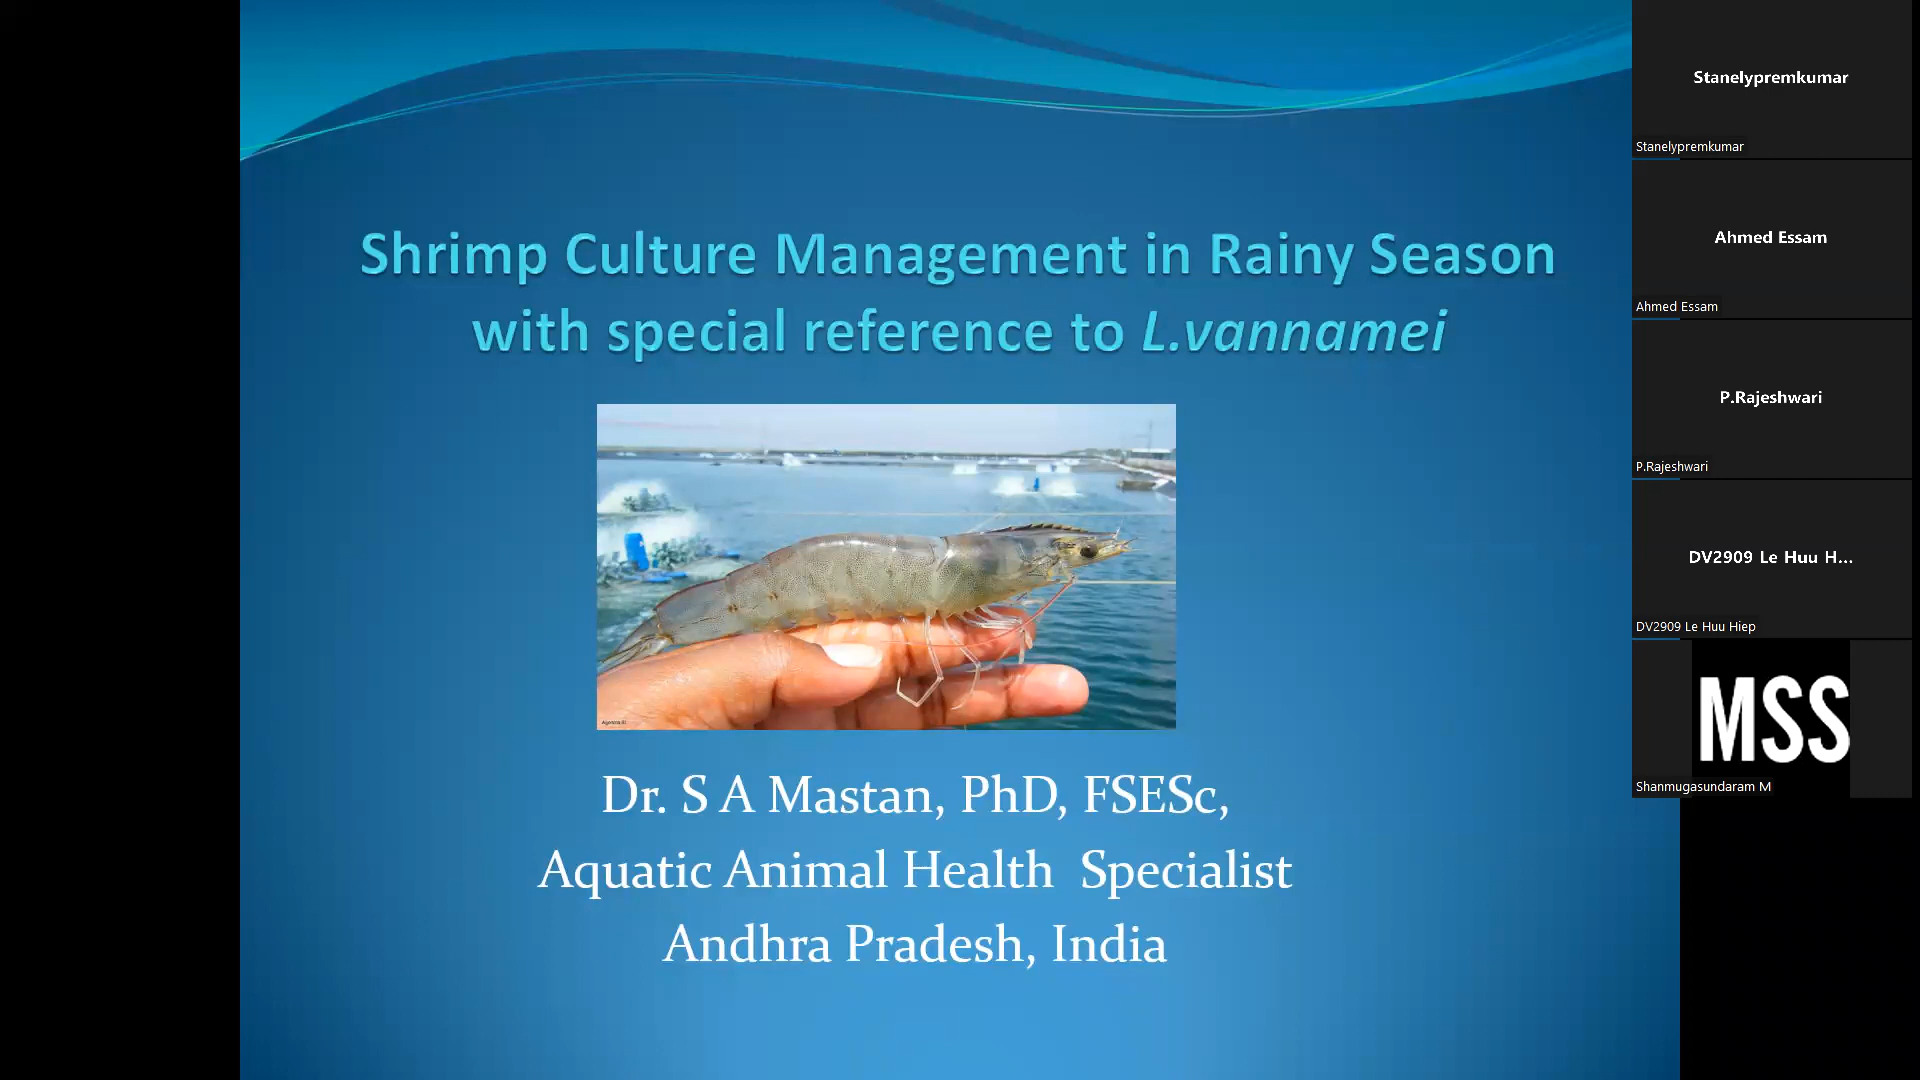 Shrimp Culture Management in Rainy Season
with special reference to L.vannamei
Dr. S A Mastan, PhD, FSESc,
Aquatic Animal Health Specialist
Andhra Pradesh, India
Stanelypremkumar
Stanelypremkumar
Ahmed Essam
Ahmed Essam
P.Rajeshwari
P.Rajeshwari
DV2909 Le Huu H...
DV2909 Le Huu Hiep
MSS
Shanmugasundaram M